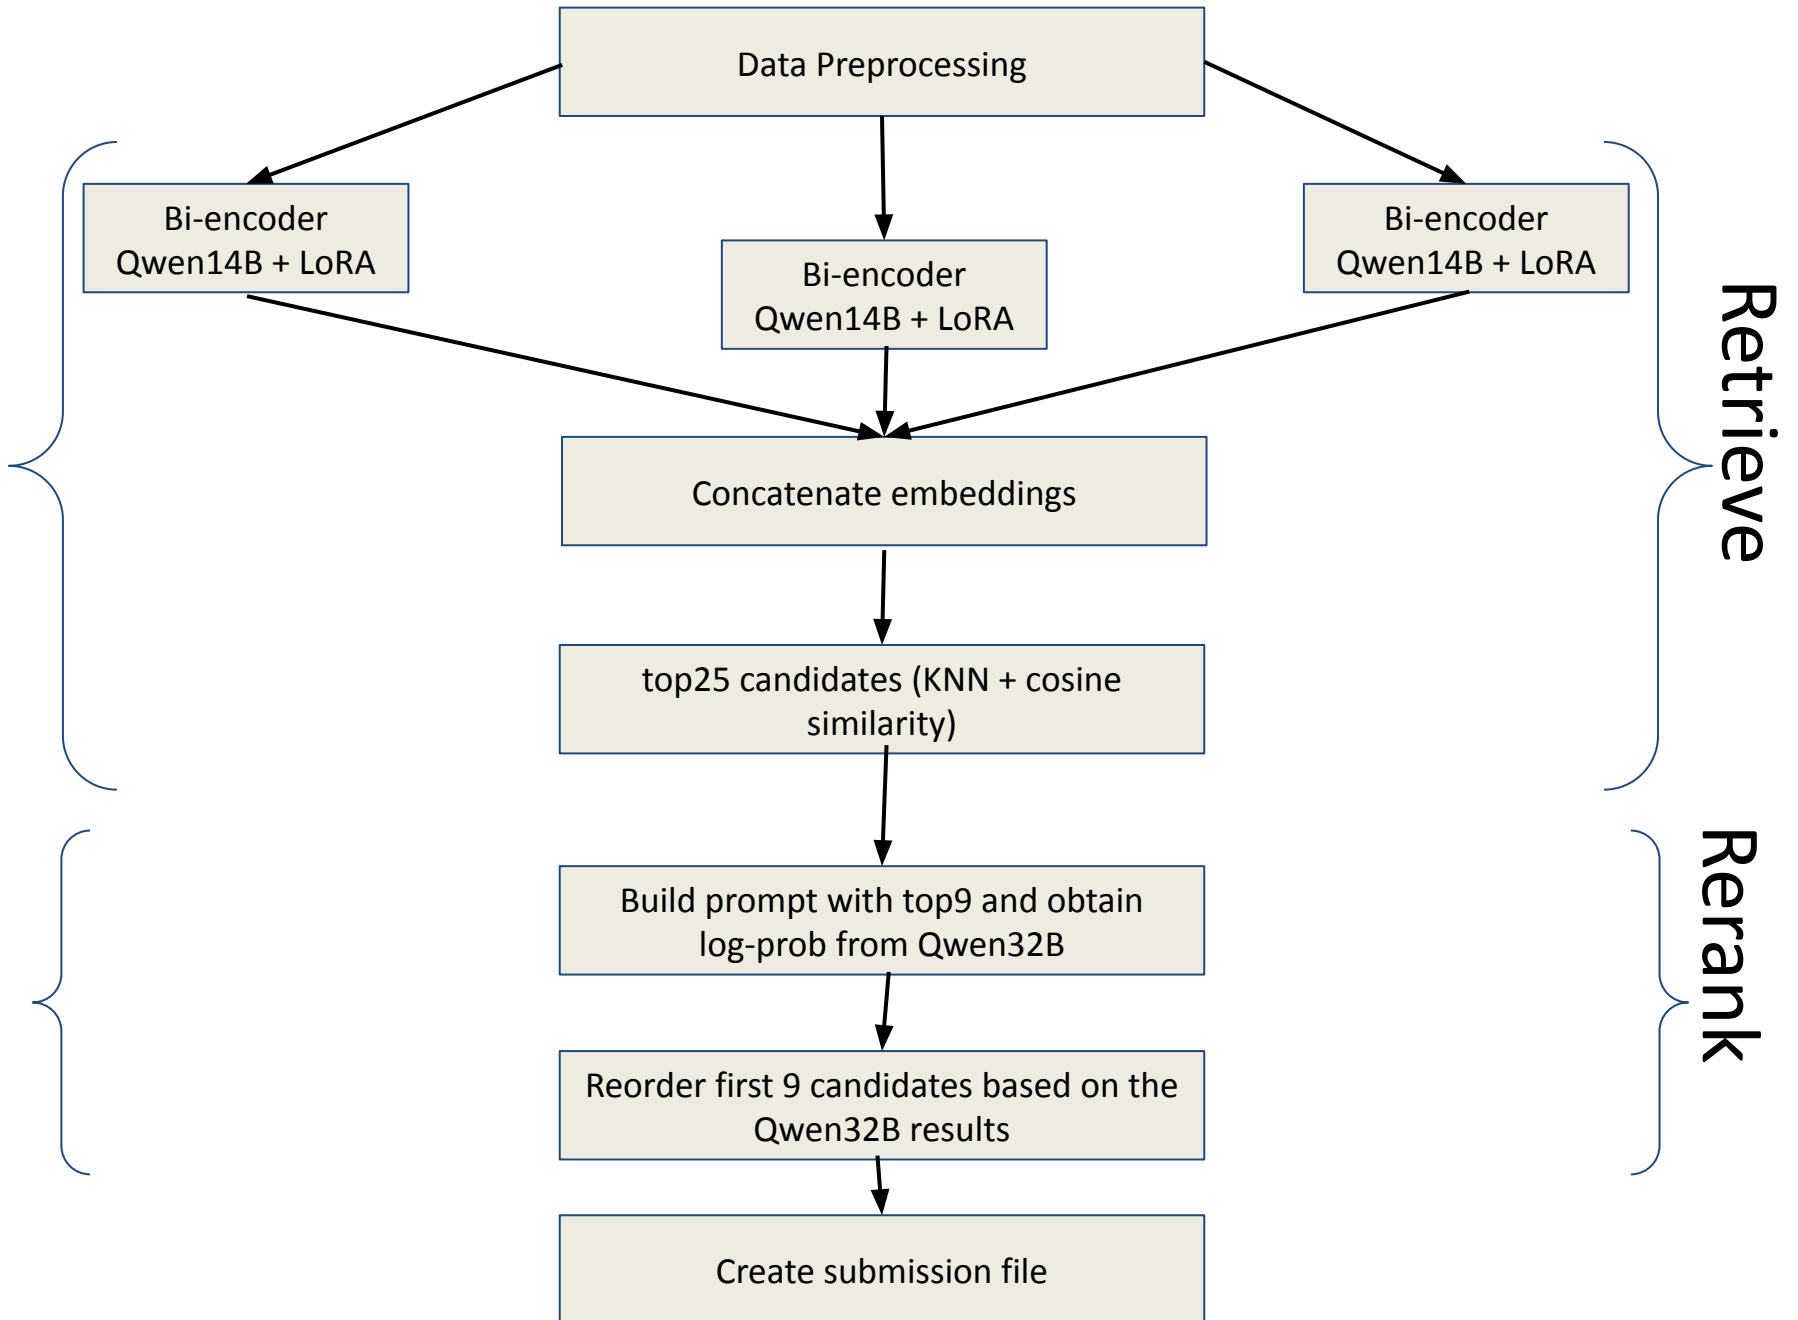 Data Preprocessing
Bi-encoder
Qwen14B + LoRA
Bi-encoder
Qwen14B + LoRA
Bi-encoder
Qwen14B + LoRA
Retrieve
Concatenate embeddings
top25 candidates (KNN + cosine
similarity)
Build prompt with top9 and obtain
log-prob from Qwen32B
Rerank
Reorder first 9 candidates based on the
Qwen32B results
Create submission file